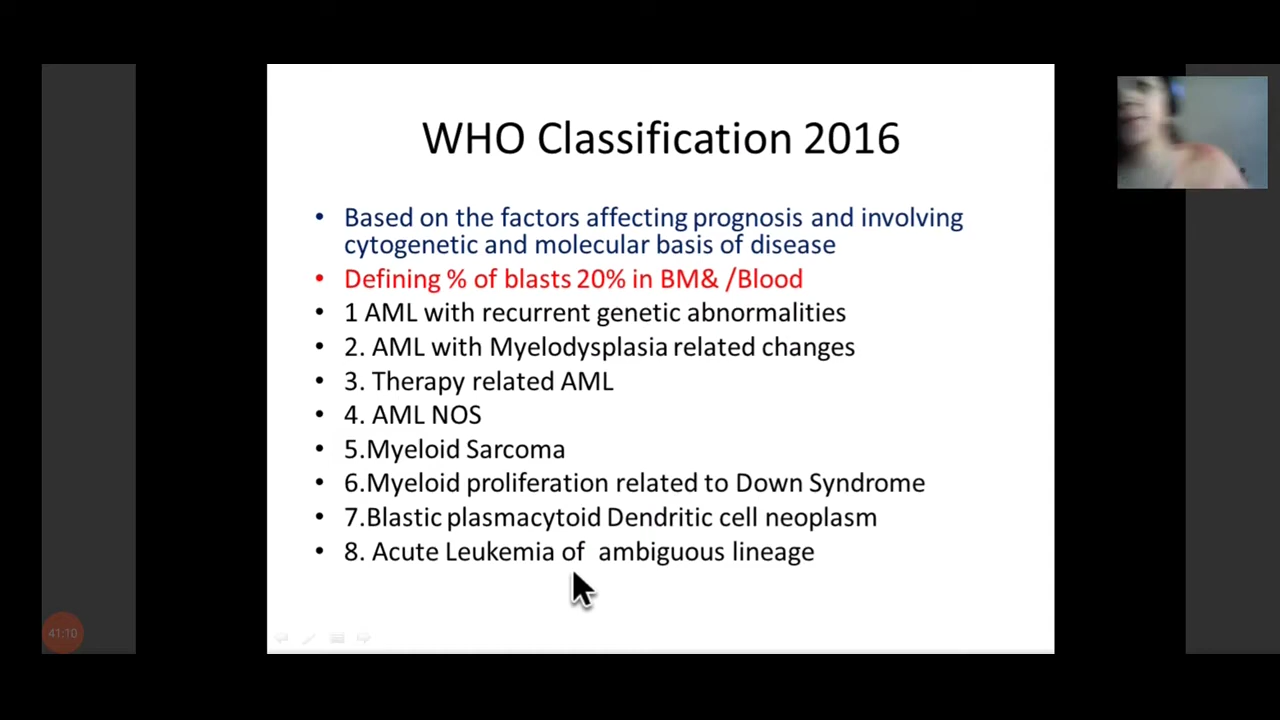 WHO Classification 2016
• Based on the factors affecting prognosis and involving
cytogenetic and molecular basis of disease
• Defining % of blasts 20% in BM& /Blood
• 1 AML with recurrent genetic abnormalities
• 2. AML with Myelodysplasia related changes
• 3. Therapy related AML
• 4. AML NOS
• 5.Myeloid Sarcoma
• 6.Myeloid proliferation related to Down Syndrome
• 7.Blastic plasmacytoid Dendritic cell neoplasm
• 8. Acute Leukemia of ambiguous lineage
41:10